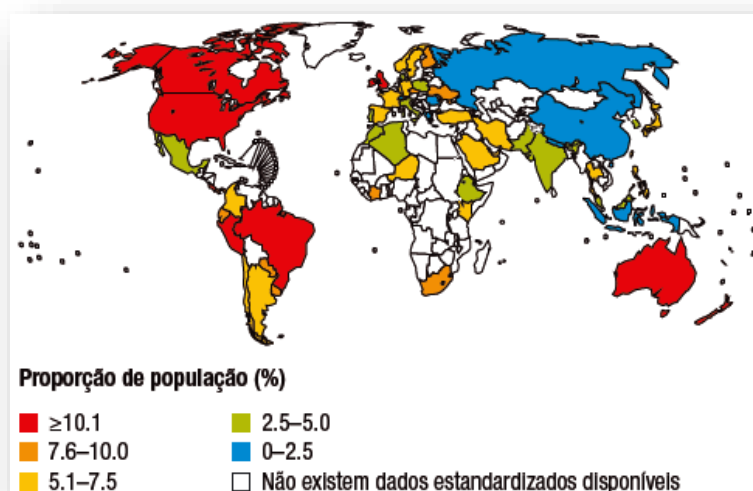 Proporção de população (%)
≥10.1
7.6–10.0
5.1–7.5
2.5–5.0
0–2.5
Não existem dados estandardizados disponíveis